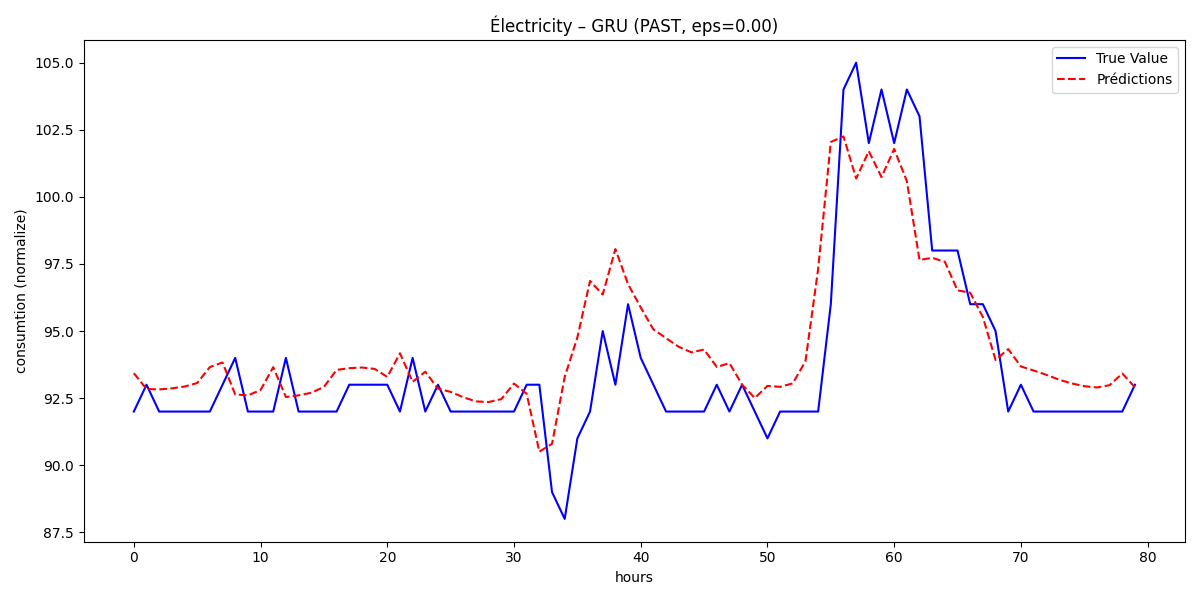 Électricity – GRU (PAST, eps=0.00)
True Value
Prédictions
consumtion (normalize)
105.0
102.5
100.0
97.5
95.0
92.5
90.0
87.5
0 10 20 30 40 50 60 70 80
hours